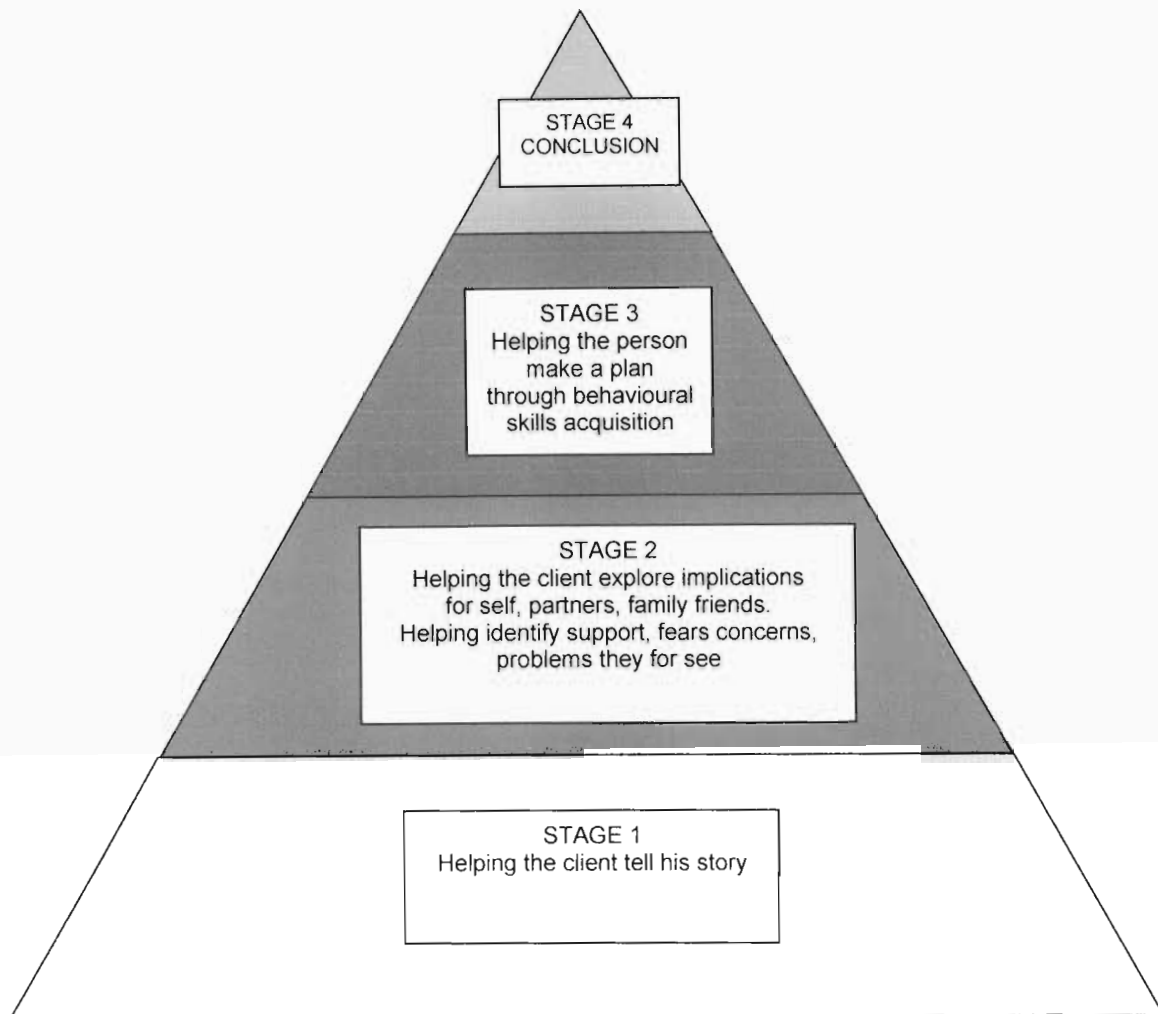 STAGE 4
CONCLUSION
STAGE 3
Helping the person
make a plan
through behavioural
skills acquisition
STAGE 2
Helping the client explore implications
for self, partners, family friends.
Helping identify support, fears concerns,
problems they for see
STAGE 1
Helping the client tell his story